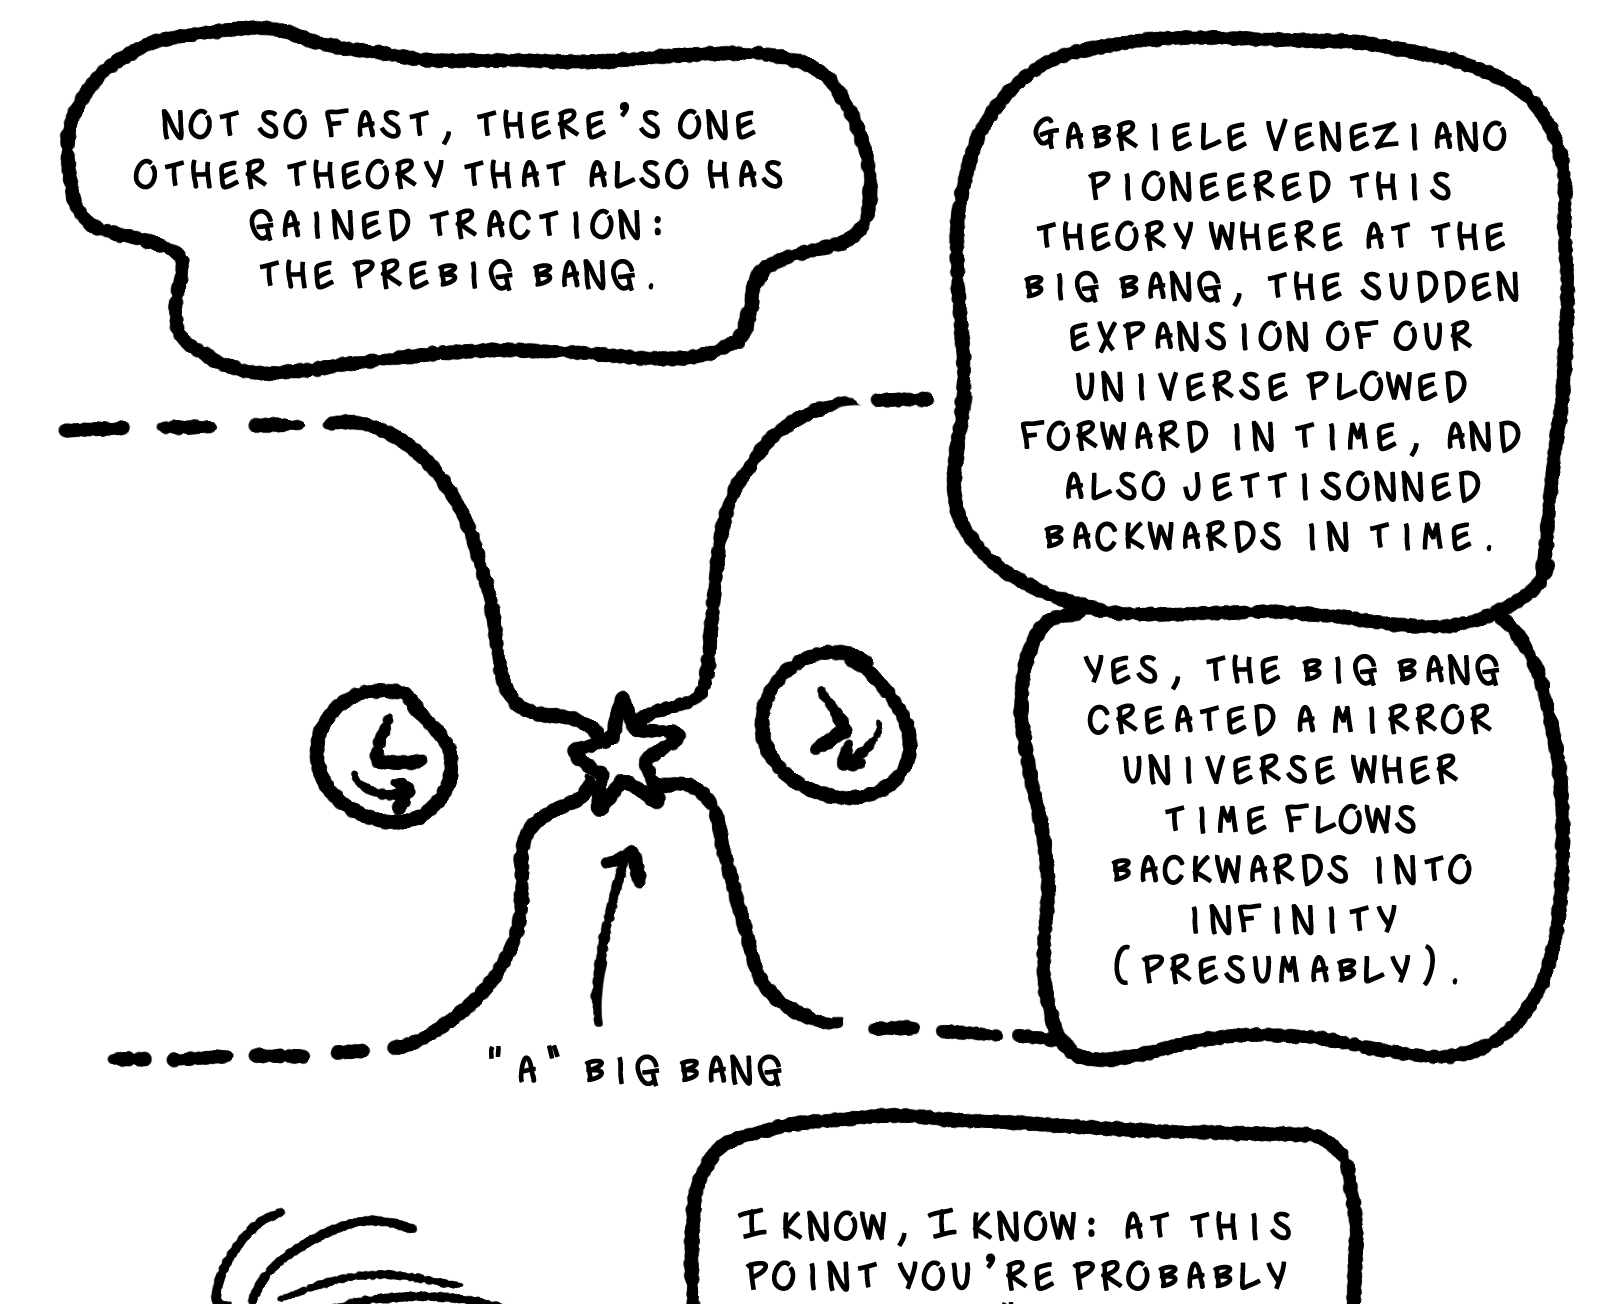 NOT SO FAST, THERE'S ONE
OTHER THEORY THAT ALSO HAS
GAINED TRACTION:
THE PREBIG BANG.
GABRIELE VENEZIANO
PIONEERED THIS
THEORY WHERE AT THE
BIG BANG, THE SUDDEN
EXPANSION OF OUR
UNIVERSE PLOWED
FORWARD IN TIME, AND
ALSO JETTISONNED
BACKWARDS IN TIME.
YES, THE BIG BANG
CREATED A MIRROR
UNIVERSE WHER
TIME FLOWS
BACKWARDS INTO
INFINITY
(PRESUMABLY).
"A" BIG BANG
I KNOW, I KNOW: AT THIS
POINT YOU'RE PROBABLY